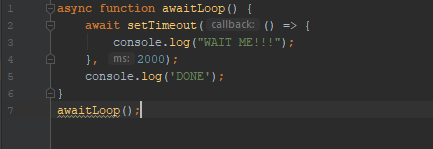 1 async function awaitLoop() {
2 await setTimeout( callback: () => {
3 console.log("WAIT ME!!!");
4 }, ms: 2000);
5 console.log('DONE');
6 }
7 awaitLoop();